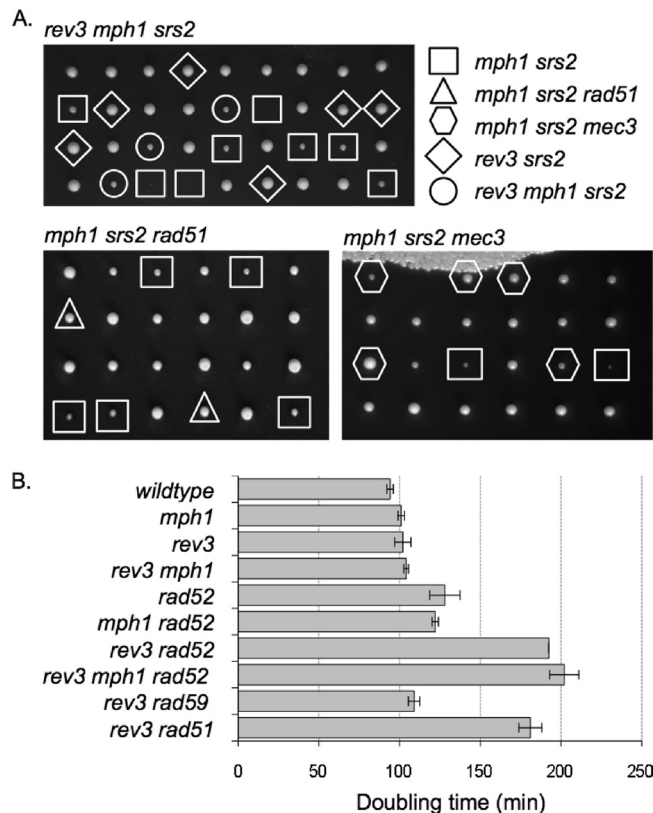 A.
rev3 mph1 srs2
mph1 srs2
mph1 srs2 rad51
mph1 srs2 mec3
rev3 srs2
rev3 mph1 srs2
mph1 srs2 rad51
mph1 srs2 mec3
B.
wildtype
mph1
rev3
rev3 mph1
rad52
mph1 rad52
rev3 rad52
rev3 mph1 rad52
rev3 rad59
rev3 rad51
0 50 100 150 200 250
Doubling time (min)